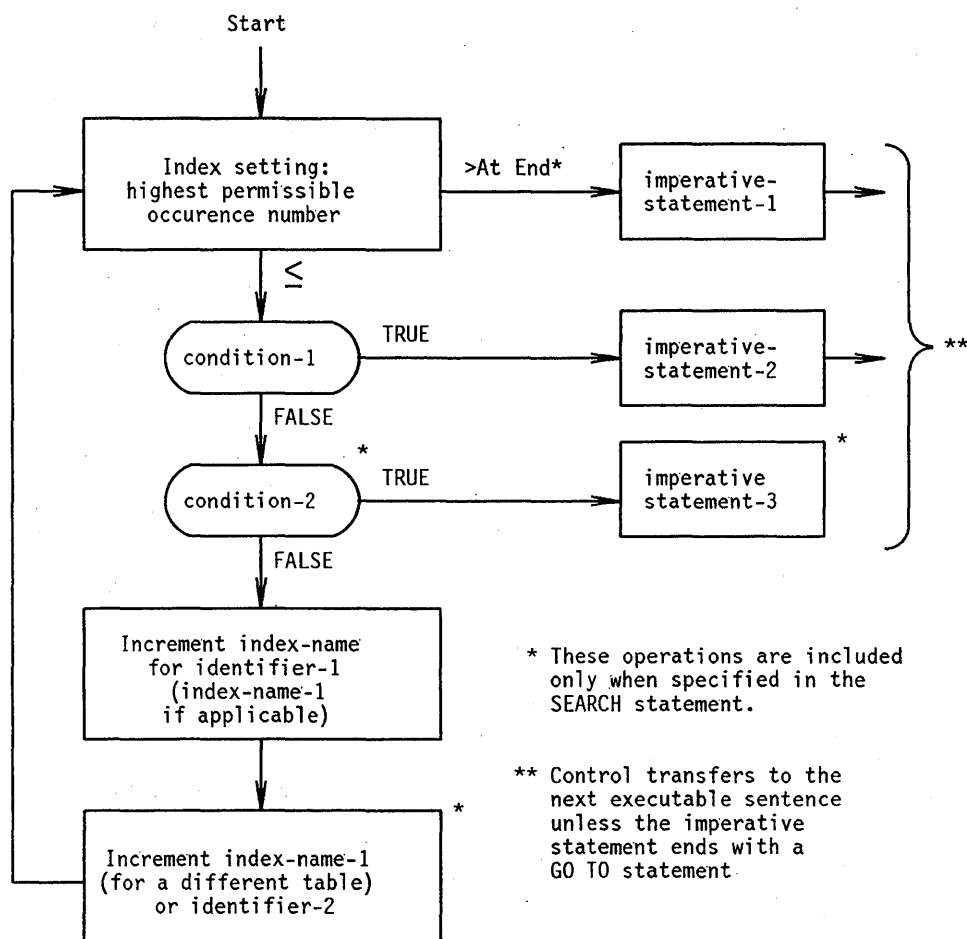 Start
Index setting:
highest permissible
occurence number
>At End*
imperative-
statement-1
≤
condition-1
TRUE
imperative-
statement-2
**
FALSE
*
condition-2
TRUE
imperative
statement-3
*
FALSE
Increment index-name
for identifier-1
(index-name-1
if applicable)
* These operations are included
only when specified in the
SEARCH statement.
** Control transfers to the
next executable sentence
unless the imperative
statement ends with a
GO TO statement
*
Increment index-name-1
(for a different table)
or identifier-2